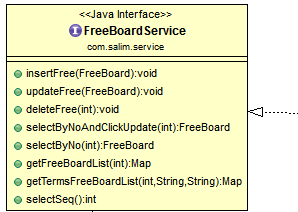 <<Java Interface>>
FreeBoardService
com.salim.service
insertFree(FreeBoard):void
updateFree(FreeBoard):void
deleteFree(int):void
selectByNoAndClickUpdate(int):FreeBoard
selectByNo(int):FreeBoard
getFreeBoardList(int):Map
getTermsFreeBoardList(int,String,String):Map
selectSeq():int